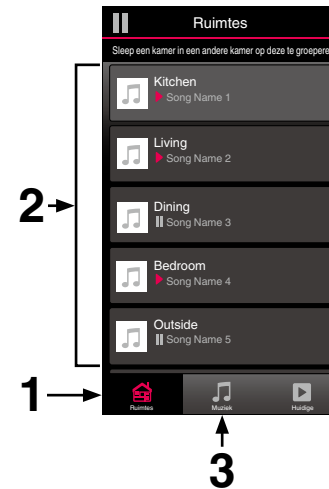 Ruimtes
Sleep een kamer in een andere kamer op deze te groepere
Kitchen
Song Name 1
Living
Song Name 2
2
Dining
Song Name 3
Bedroom
Song Name 4
Outside
Song Name 5
1
Ruimtes
Muziek
Huidige
3